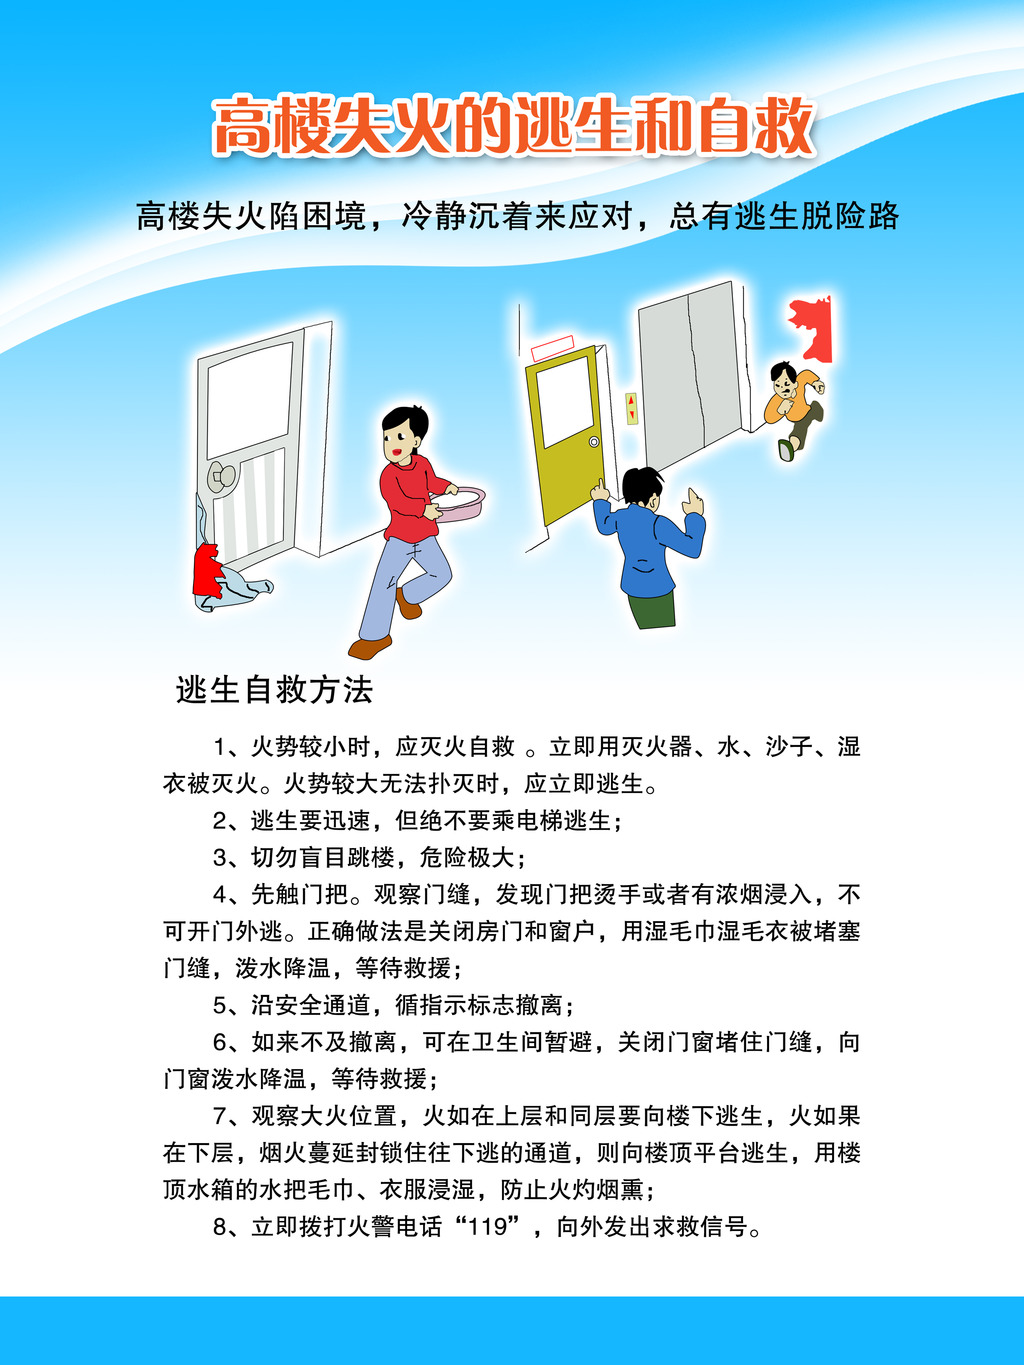 高楼失火的逃生和自救
高楼失火陷困境，冷静沉着来应对，总有逃生脱险路
逃生自救方法
1、火势较小时，应灭火自救 。立即用灭火器、水、沙子、湿
衣被灭火。火势较大无法扑灭时，应立即逃生。
2、逃生要迅速，但绝不要乘电梯逃生；
3、切勿盲目跳楼，危险极大；
4、先触门把。观察门缝，发现门把烫手或者有浓烟浸入，不
可开门外逃。正确做法是关闭房门和窗户，用湿毛巾湿毛衣被堵塞
门缝，泼水降温，等待救援；
5、沿安全通道，循指示标志撤离；
6、如来不及撤离，可在卫生间暂避，关闭门窗堵住门缝，向
门窗泼水降温，等待救援；
7、观察大火位置，火如在上层和同层要向楼下逃生，火如果
在下层，烟火蔓延封锁住往下逃的通道，则向楼顶平台逃生，用楼
顶水箱的水把毛巾、衣服浸湿，防止火灼烟熏；
8、立即拨打火警电话“119”，向外发出求救信号。